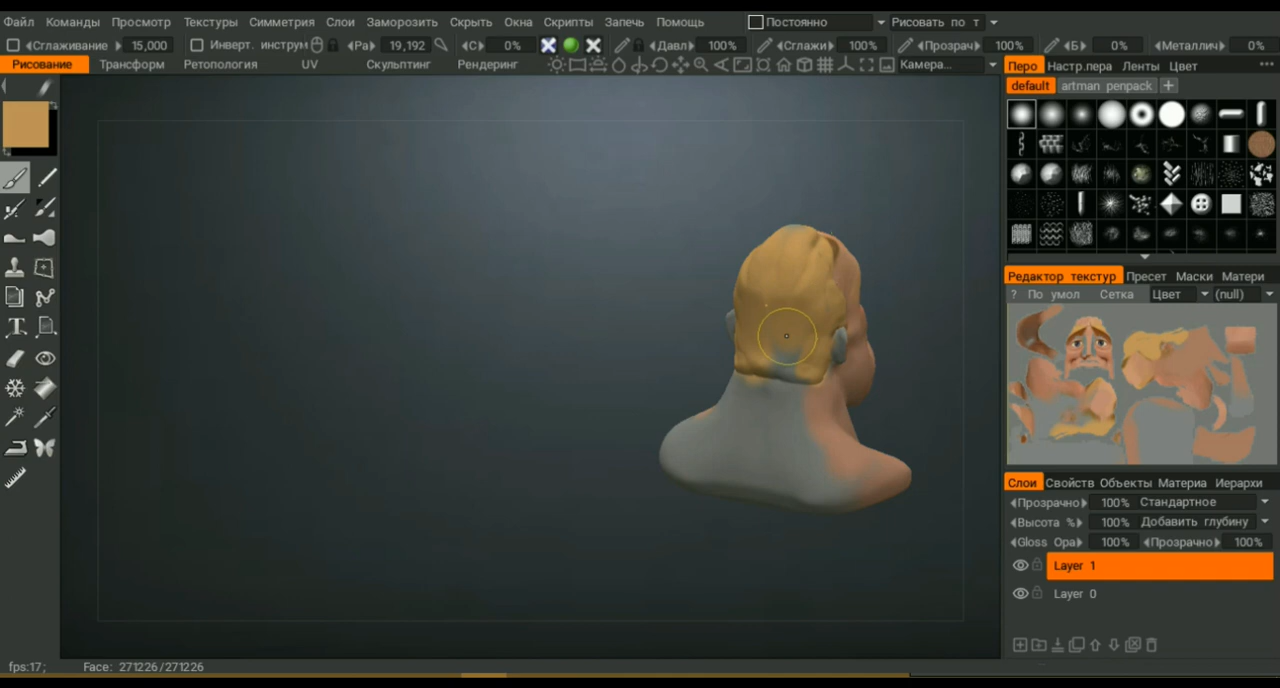 Файл Команды Просмотр Текстуры Симметрия Слои Заморозить Скрыть Окна Скрипты Запечь Помощь Постоянно Рисовать по т
Сглаживание 15,000 Инверт. инструм Ра 19,192 С 0% Давл 100% Сглажи 100% Прозрач 100% Б 0% Металлич 0%
Рисование Трансформ Ретопология UV Скульптинг Рендеринг Камера...
Перо Настр.пера Ленты Цвет
default artman penpack
Редактор текстур Пресет Маски Матери
? По умол Сетка Цвет (null)
Слои Свойств Объекты Материа Иерархи
Прозрачно 100% Стандартное
Высота % 100% Добавить глубину
Gloss Opa 100% Прозрачно 100%
Layer 1
Layer 0
fps:17; Face: 271226/271226